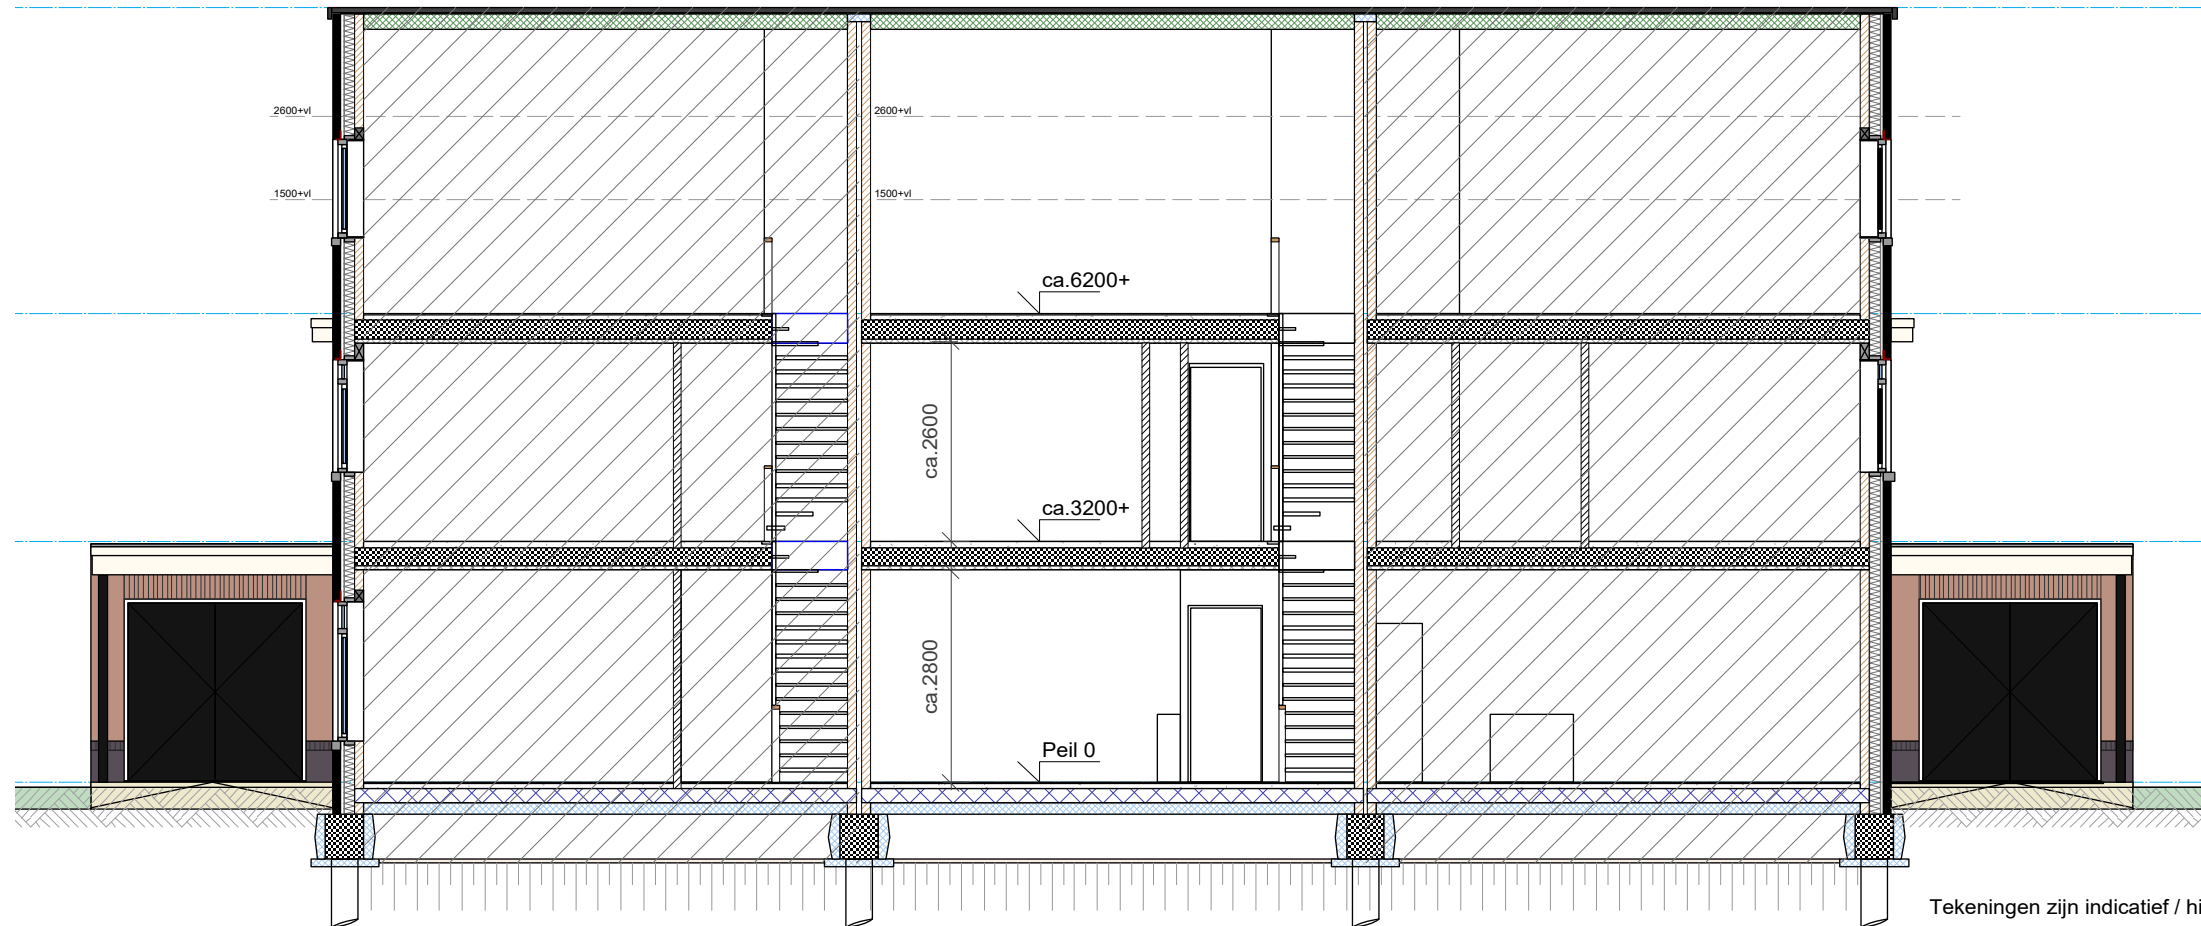 2600+vl
2600+vl
1500+vl
1500+vl
ca.6200+
ca.2600
ca.3200+
ca.2800
Peil 0
Tekeningen zijn indicatief / hi